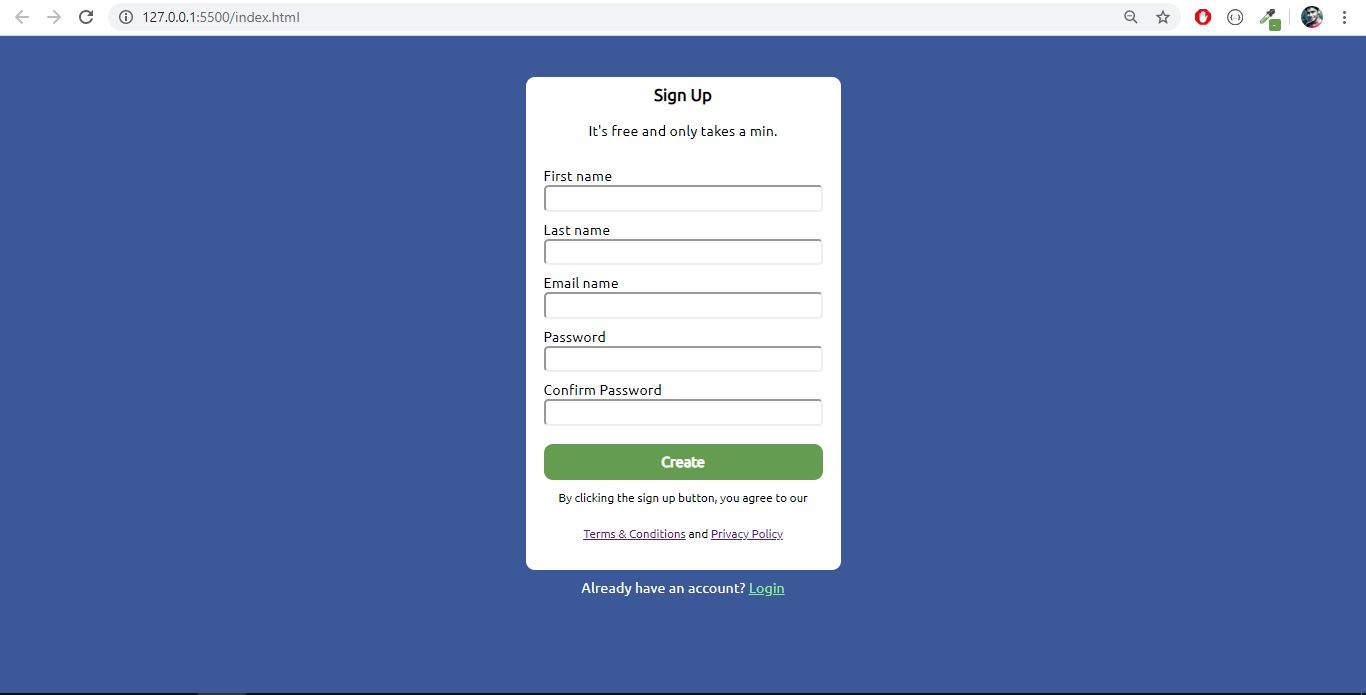 127.0.0.1:5500/index.html
Sign Up
It's free and only takes a min.
First name
Last name
Email name
Password
Confirm Password
Create
By clicking the sign up button, you agree to our
Terms & Conditions and Privacy Policy
Already have an account? Login